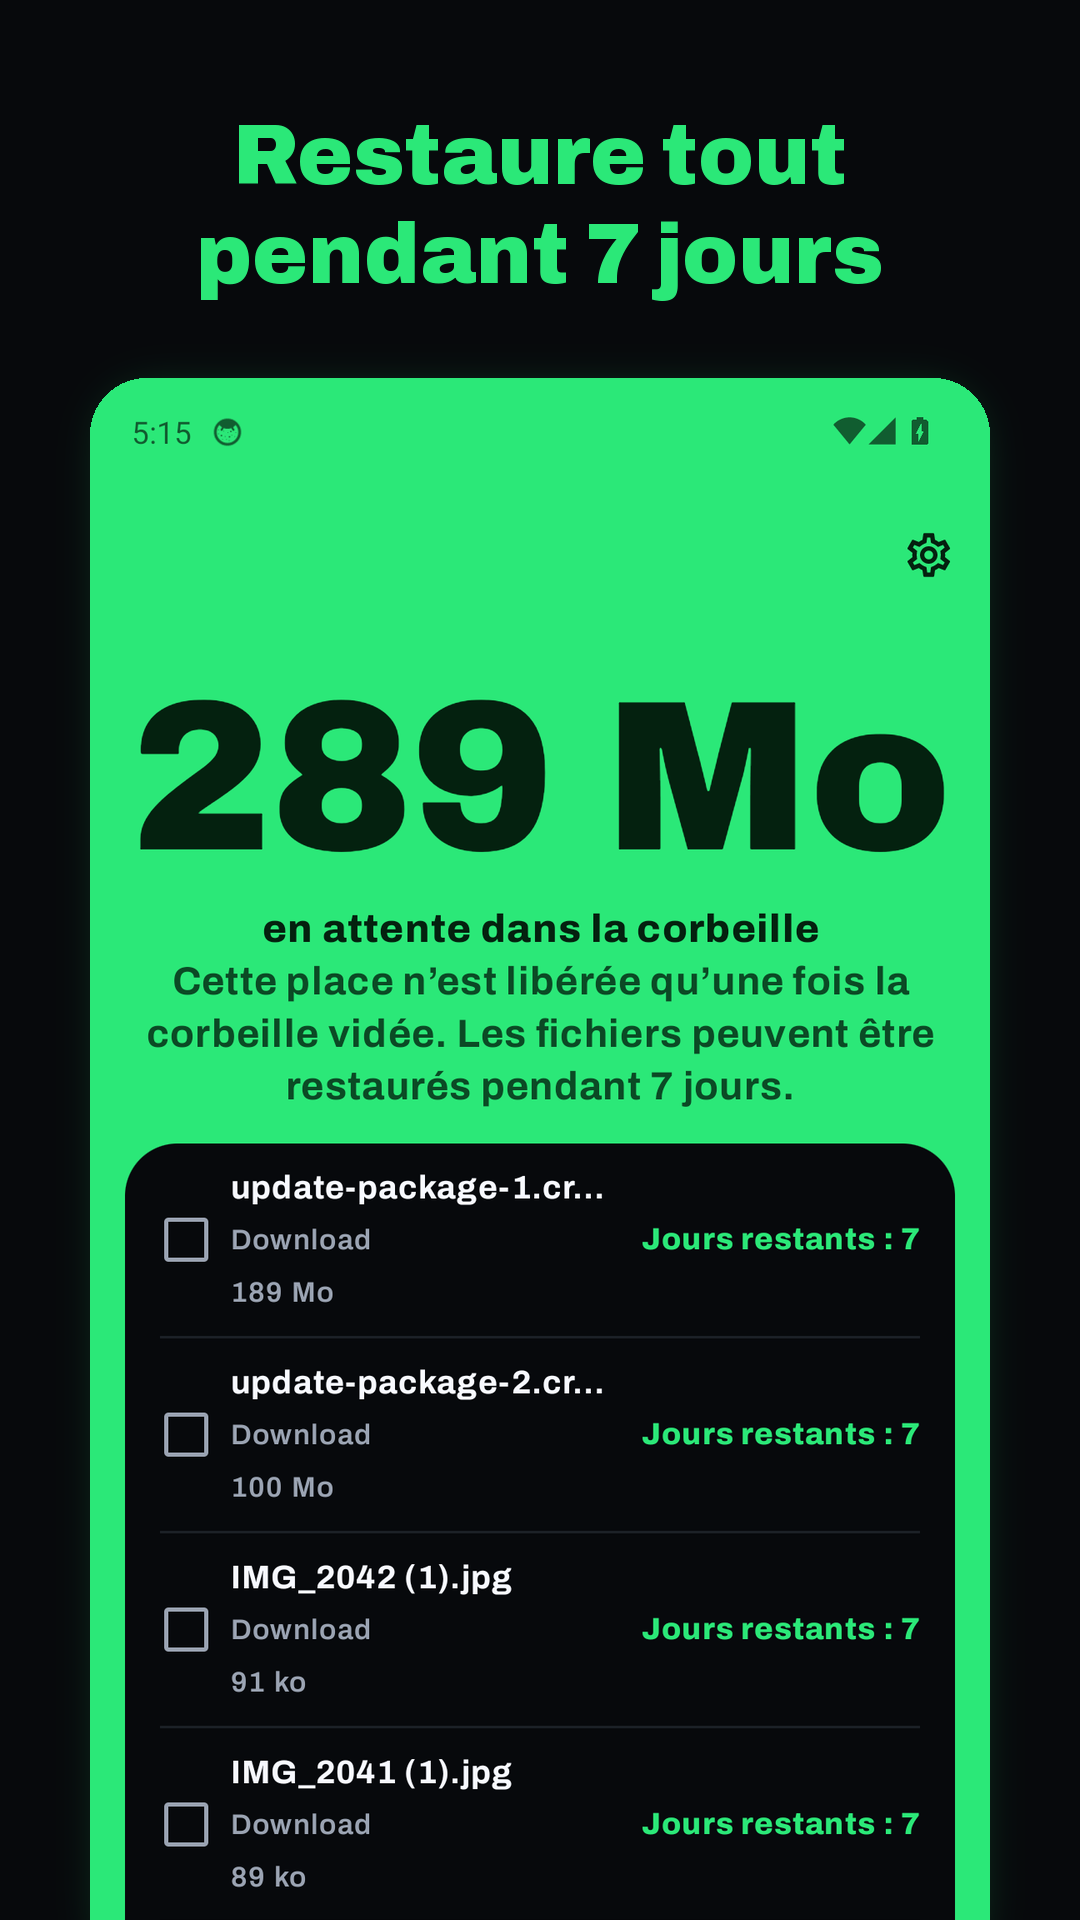 Restaure tout
pendant 7 jours
5:15
289 Mo
en attente dans la corbeille
Cette place n’est libérée qu’une fois la
corbeille vidée. Les fichiers peuvent être
restaurés pendant 7 jours.
update-package-1.cr...
Download
Jours restants : 7
189 Mo
update-package-2.cr...
Download
Jours restants : 7
100 Mo
IMG_2042 (1).jpg
Download
Jours restants : 7
91 ko
IMG_2041 (1).jpg
Download
Jours restants : 7
89 ko